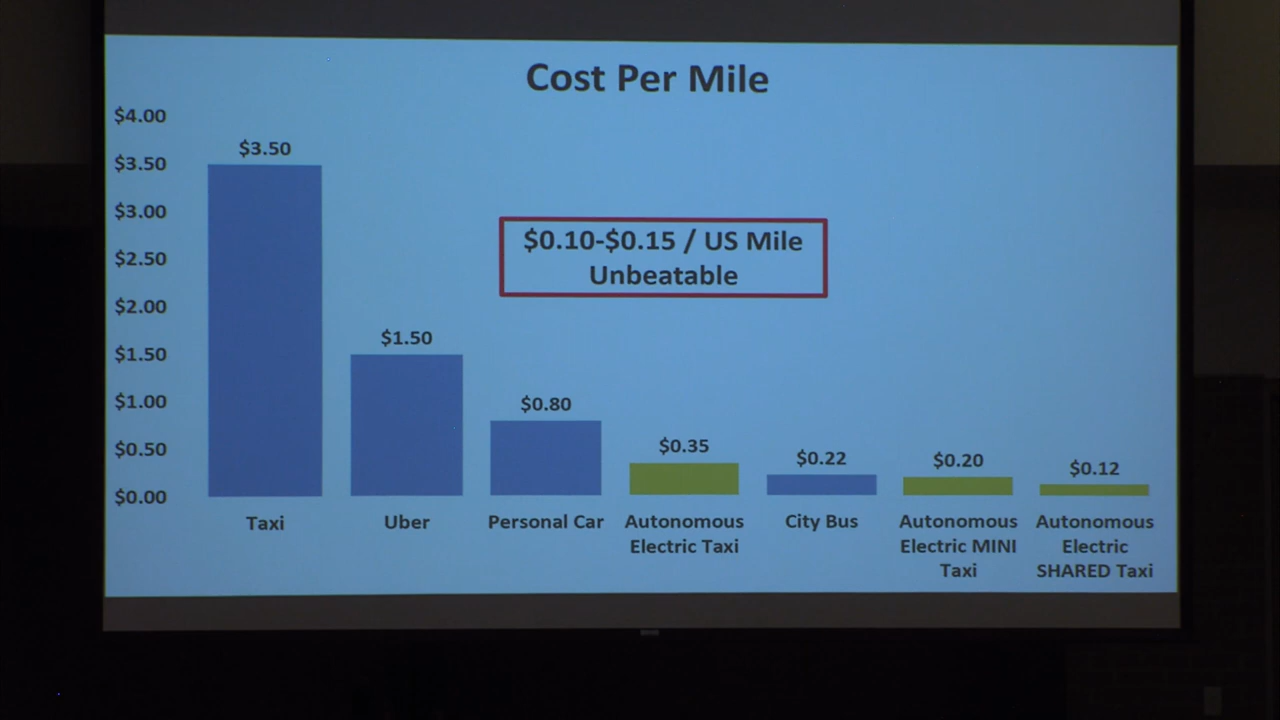 Cost Per Mile
$4.00
$3.50
$3.00
$2.50
$2.00
$1.50
$1.00
$0.50
$0.00
$3.50
$1.50
$0.80
$0.35
$0.22
$0.20
$0.12
$0.10-$0.15 / US Mile
Unbeatable
Taxi
Uber
Personal Car
Autonomous
Electric Taxi
City Bus
Autonomous
Electric MINI
Taxi
Autonomous
Electric
SHARED Taxi